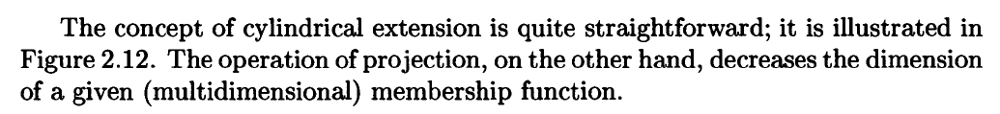 The concept of cylindrical extension is quite straightforward; it is illustrated in
Figure 2.12. The operation of projection, on the other hand, decreases the dimension
of a given (multidimensional) membership function.